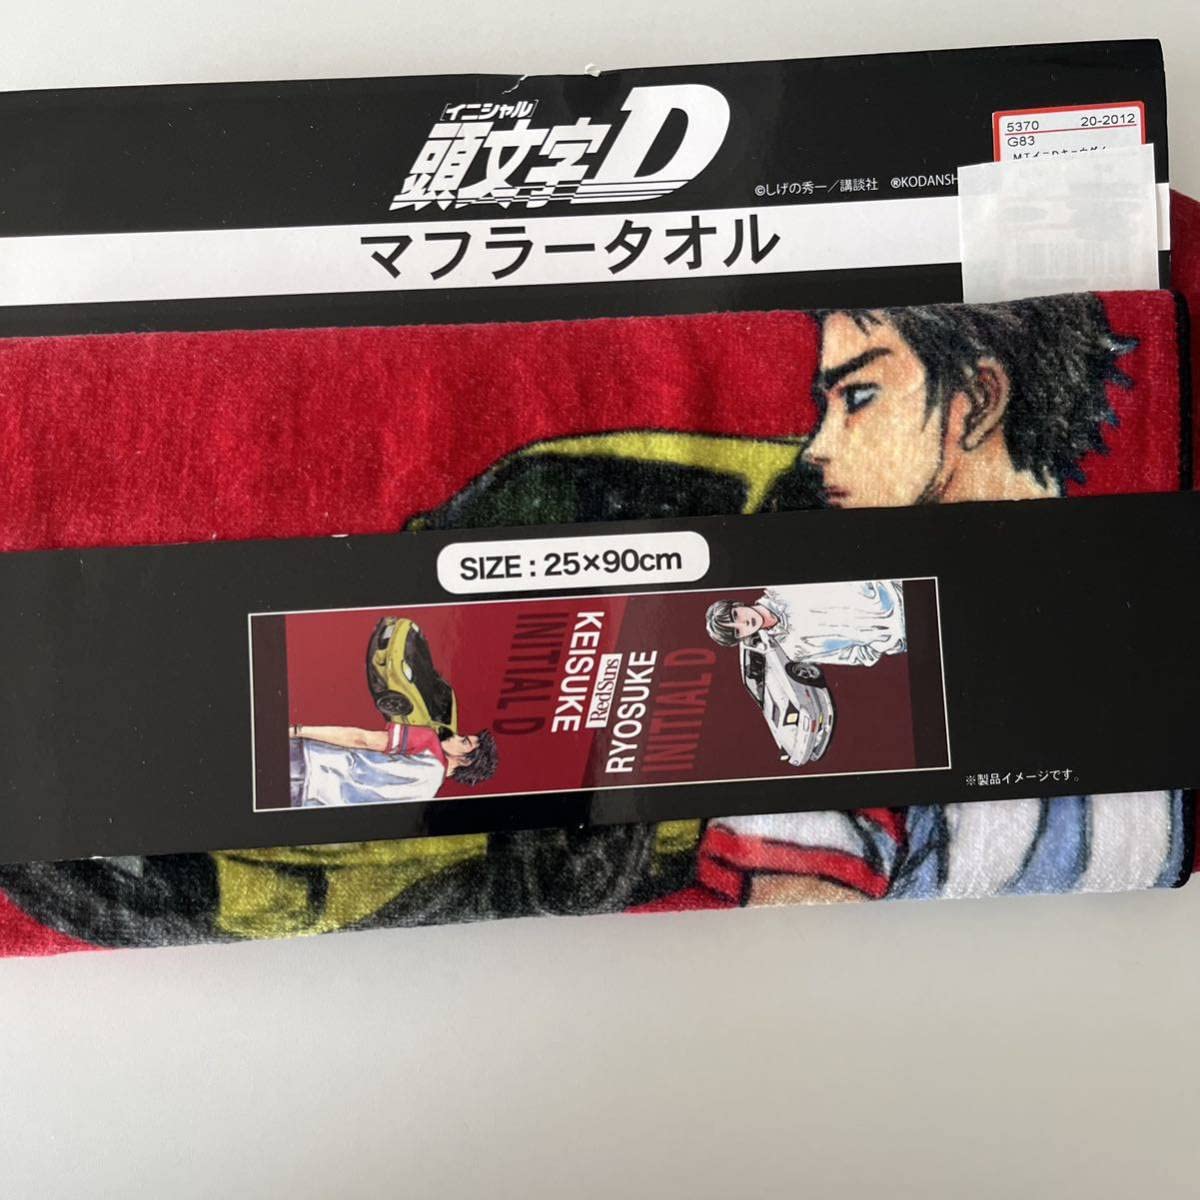 [イニシャル]
頭文字D
©しげの秀一/講談社 ®KODANSH
5370 20-2012
G83
マフラータオル
SIZE : 25×90cm
INITIAL D
KEISUKE
RedSuns
RYOSUKE
INITIAL D
※製品イメージです。